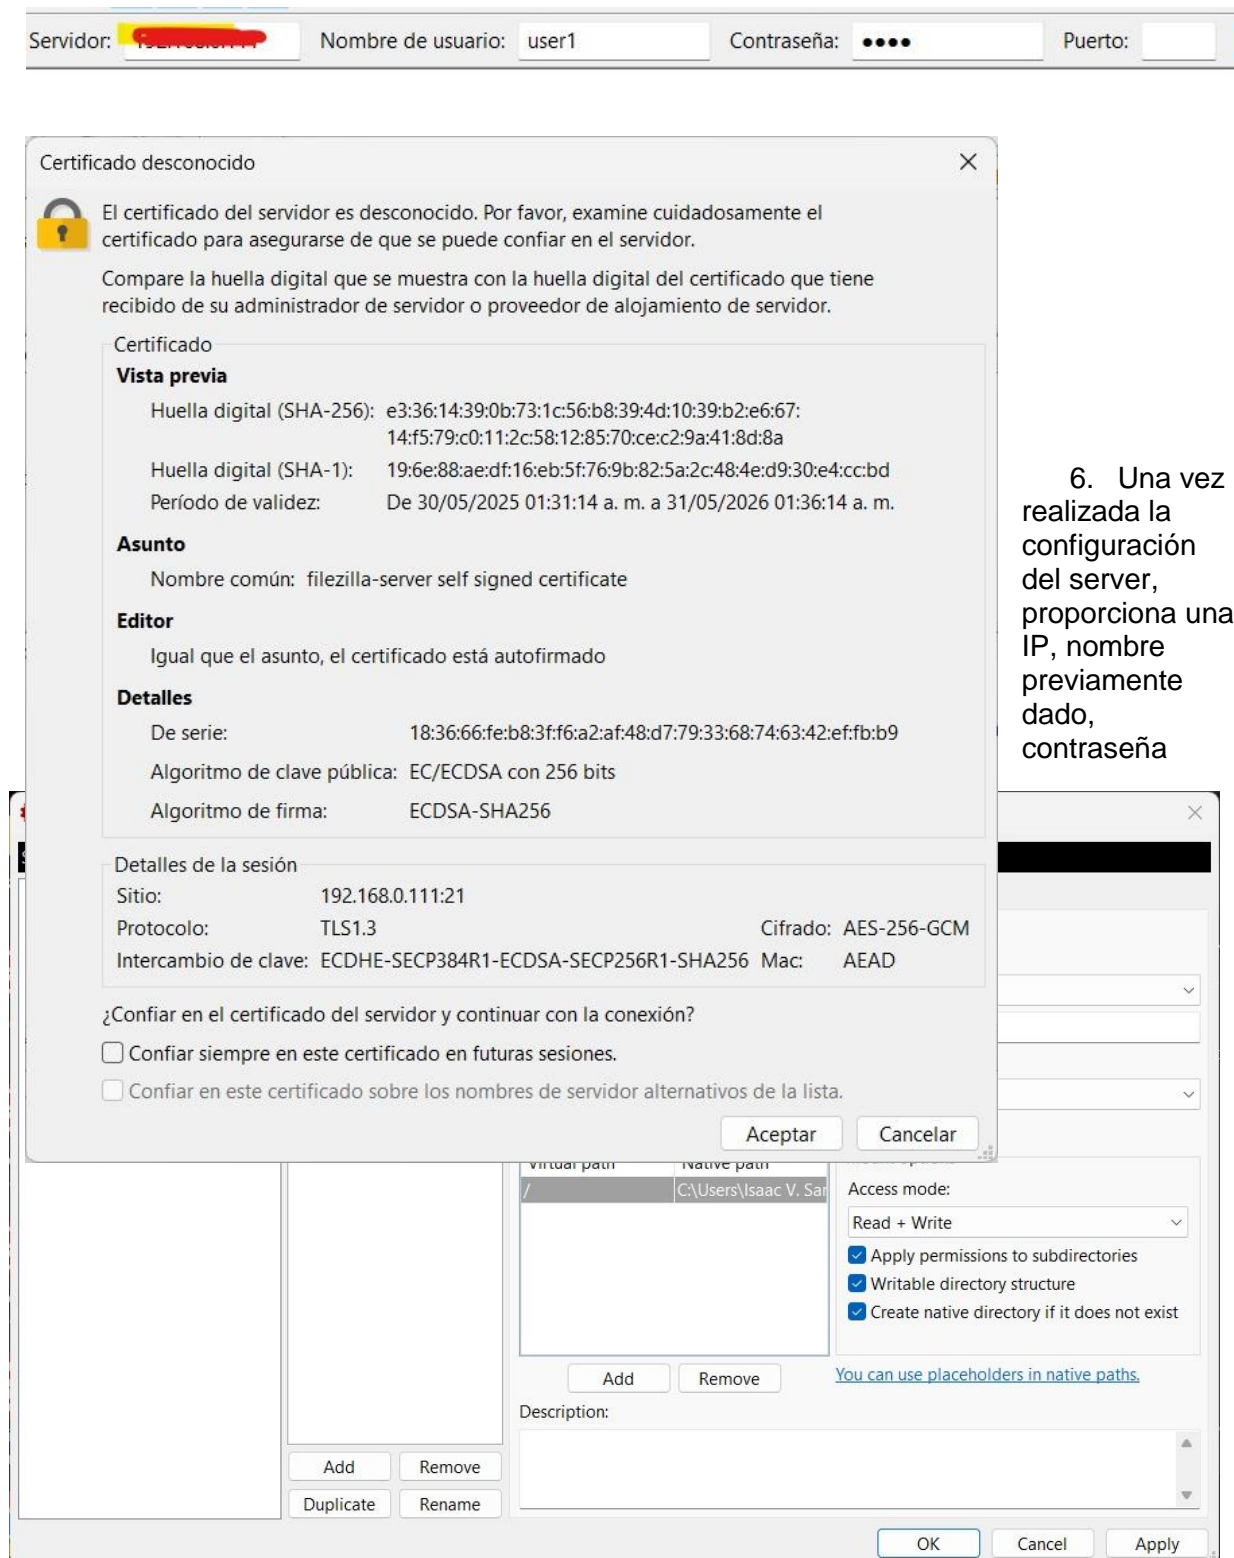 Servidor: Nombre de usuario: user1 Contraseña: ●●●● Puerto:
Certificado desconocido
El certificado del servidor es desconocido. Por favor, examine cuidadosamente el
certificado para asegurarse de que se puede confiar en el servidor.
Compare la huella digital que se muestra con la huella digital del certificado que tiene
recibido de su administrador de servidor o proveedor de alojamiento de servidor.
Certificado
Vista previa
Huella digital (SHA-256): e3:36:14:39:0b:73:1c:56:b8:39:4d:10:39:b2:e6:67:
14:f5:79:c0:11:2c:58:12:85:70:ce:c2:9a:41:8d:8a
Huella digital (SHA-1): 19:6e:88:ae:df:16:eb:5f:76:9b:82:5a:2c:48:4e:d9:30:e4:cc:bd
Período de validez: De 30/05/2025 01:31:14 a. m. a 31/05/2026 01:36:14 a. m.
Asunto
Nombre común: filezilla-server self signed certificate
Editor
Igual que el asunto, el certificado está autofirmado
Detalles
De serie: 18:36:66:fe:b8:3f:f6:a2:af:48:d7:79:33:68:74:63:42:ef:fb:b9
Algoritmo de clave pública: EC/ECDSA con 256 bits
Algoritmo de firma: ECDSA-SHA256
Detalles de la sesión
Sitio: 192.168.0.111:21
Protocolo: TLS1.3 Cifrado: AES-256-GCM
Intercambio de clave: ECDHE-SECP384R1-ECDSA-SECP256R1-SHA256 Mac: AEAD
¿Confiar en el certificado del servidor y continuar con la conexión?
Confiar siempre en este certificado en futuras sesiones.
Confiar en este certificado sobre los nombres de servidor alternativos de la lista.
Aceptar Cancelar
6. Una vez
realizada la
configuración
del server,
proporciona una
IP, nombre
previamente
dado,
contraseña
Virtual path Native path
/ C:\Users\Isaac V. Sar
Access mode:
Read + Write
Apply permissions to subdirectories
Writable directory structure
Create native directory if it does not exist
Add Remove
You can use placeholders in native paths.
Description:
Add Remove
Duplicate Rename
OK Cancel Apply